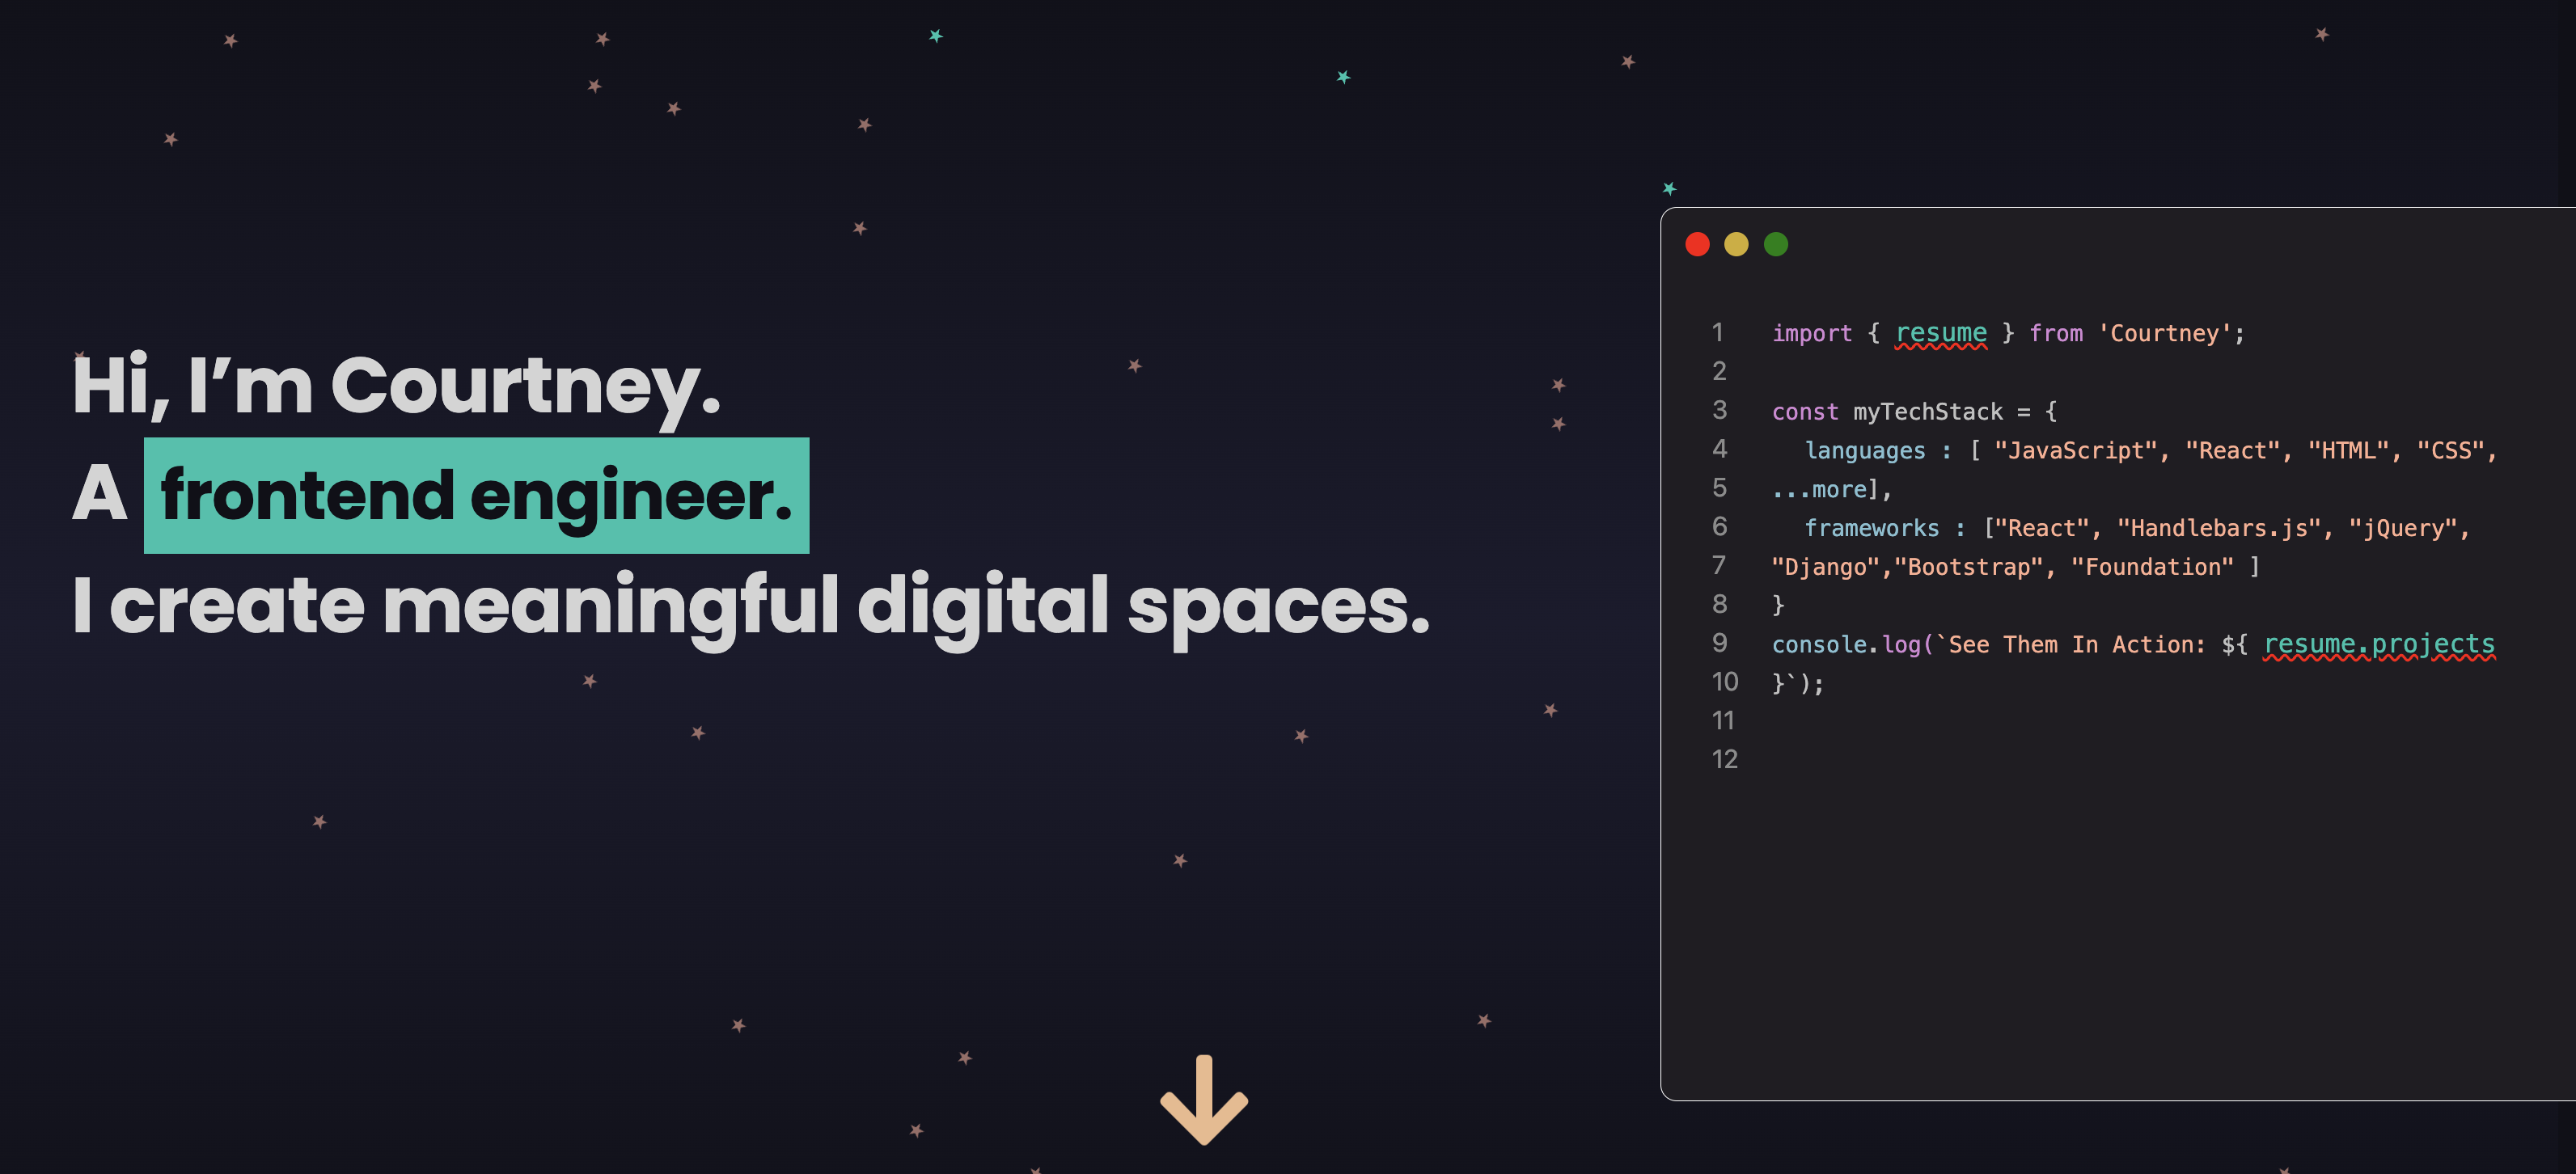 Hi, I’m Courtney.
A frontend engineer.
I create meaningful digital spaces.
1 import { resume } from 'Courtney';
2
3 const myTechStack = {
4 languages : [ "JavaScript", "React", "HTML", "CSS",
5 ...more],
6 frameworks : ["React", "Handlebars.js", "jQuery",
7 "Django","Bootstrap", "Foundation" ]
8 }
9 console.log(`See Them In Action: ${ resume.projects
10 }`);
11
12